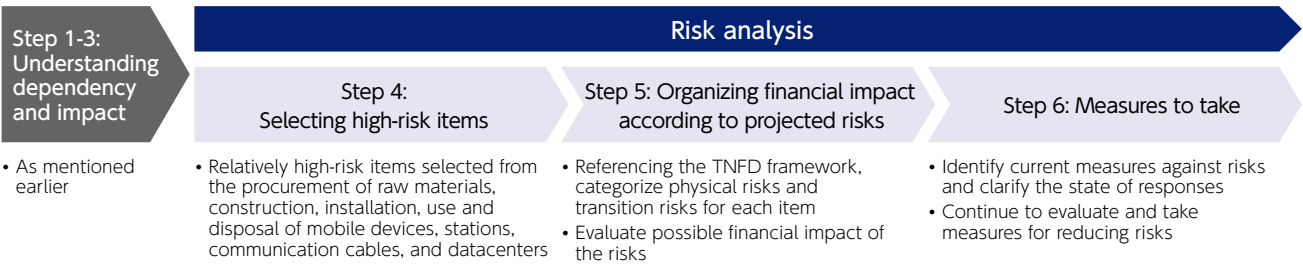 Step 1-3:
Understanding
dependency
and impact
• As mentioned
earlier
Risk analysis
Step 4:
Selecting high-risk items
• Relatively high-risk items selected from
the procurement of raw materials,
construction, installation, use and
disposal of mobile devices, stations,
communication cables, and datacenters
Step 5: Organizing financial impact
according to projected risks
• Referencing the TNFD framework,
categorize physical risks and
transition risks for each item
• Evaluate possible financial impact of
the risks
Step 6: Measures to take
• Identify current measures against risks
and clarify the state of responses
• Continue to evaluate and take
measures for reducing risks